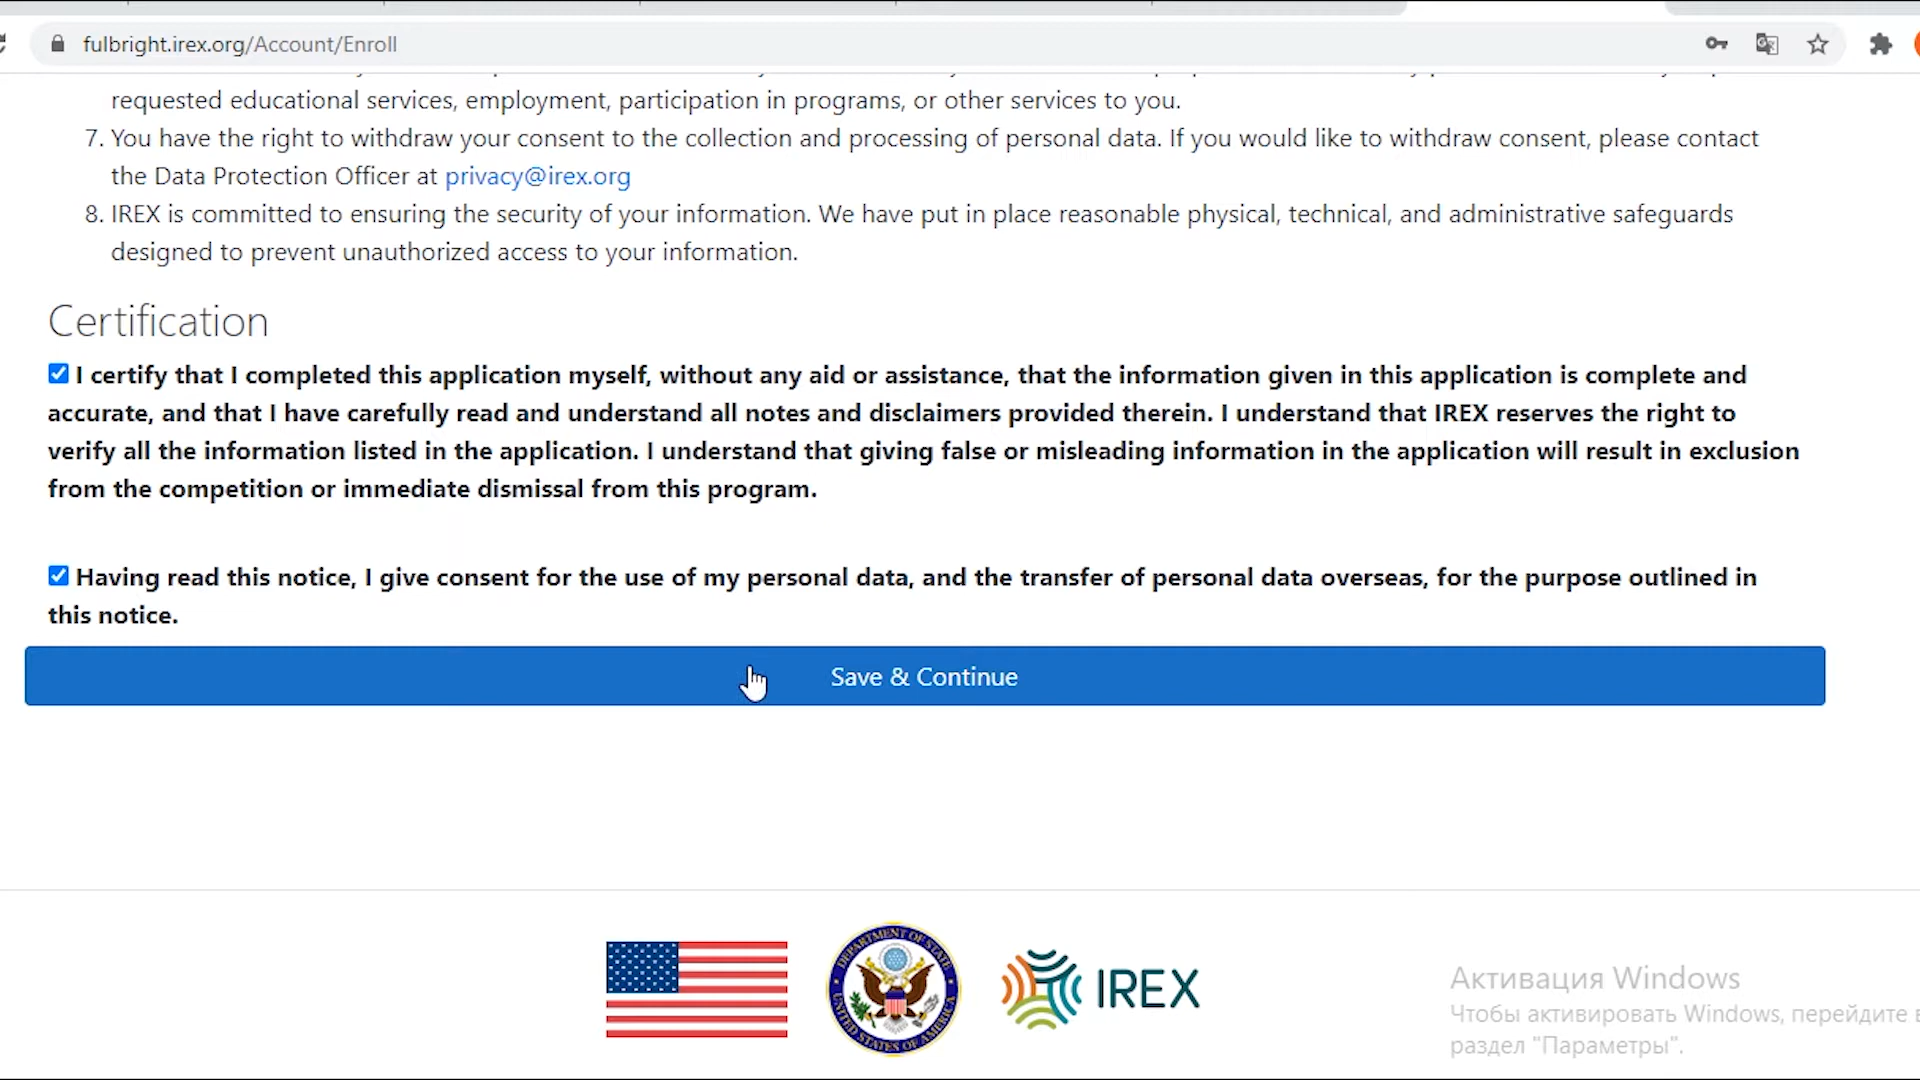 fulbright.irex.org/Account/Enroll
requested educational services, employment, participation in programs, or other services to you.
7. You have the right to withdraw your consent to the collection and processing of personal data. If you would like to withdraw consent, please contact
the Data Protection Officer at privacy@irex.org
8. IREX is committed to ensuring the security of your information. We have put in place reasonable physical, technical, and administrative safeguards
designed to prevent unauthorized access to your information.
Certification
I certify that I completed this application myself, without any aid or assistance, that the information given in this application is complete and
accurate, and that I have carefully read and understand all notes and disclaimers provided therein. I understand that IREX reserves the right to
verify all the information listed in the application. I understand that giving false or misleading information in the application will result in exclusion
from the competition or immediate dismissal from this program.
Having read this notice, I give consent for the use of my personal data, and the transfer of personal data overseas, for the purpose outlined in
this notice.
Save & Continue
DEPARTMENT OF STATE
UNITED STATES OF AMERICA
IREX
Активация Windows
Чтобы активировать Windows, перейдите в
раздел "Параметры".